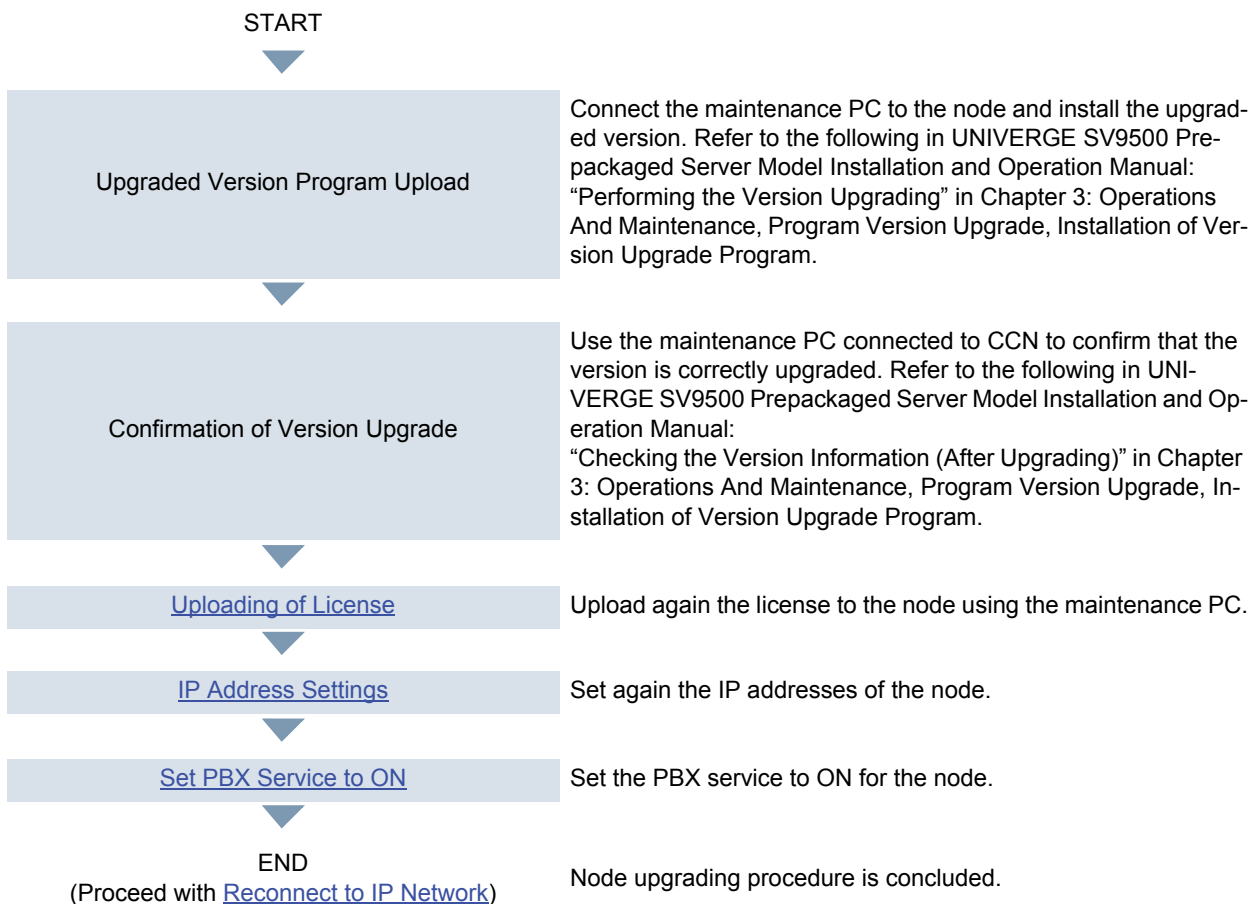 START
Upgraded Version Program Upload
Connect the maintenance PC to the node and install the upgrad-
ed version. Refer to the following in UNIVERGE SV9500 Pre-
packaged Server Model Installation and Operation Manual:
“Performing the Version Upgrading” in Chapter 3: Operations
And Maintenance, Program Version Upgrade, Installation of Ver-
sion Upgrade Program.
Confirmation of Version Upgrade
Use the maintenance PC connected to CCN to confirm that the
version is correctly upgraded. Refer to the following in UNI-
VERGE SV9500 Prepackaged Server Model Installation and Op-
eration Manual:
“Checking the Version Information (After Upgrading)” in Chapter
3: Operations And Maintenance, Program Version Upgrade, In-
stallation of Version Upgrade Program.
Uploading of License
Upload again the license to the node using the maintenance PC.
IP Address Settings
Set again the IP addresses of the node.
Set PBX Service to ON
Set the PBX service to ON for the node.
END
(Proceed with Reconnect to IP Network)
Node upgrading procedure is concluded.